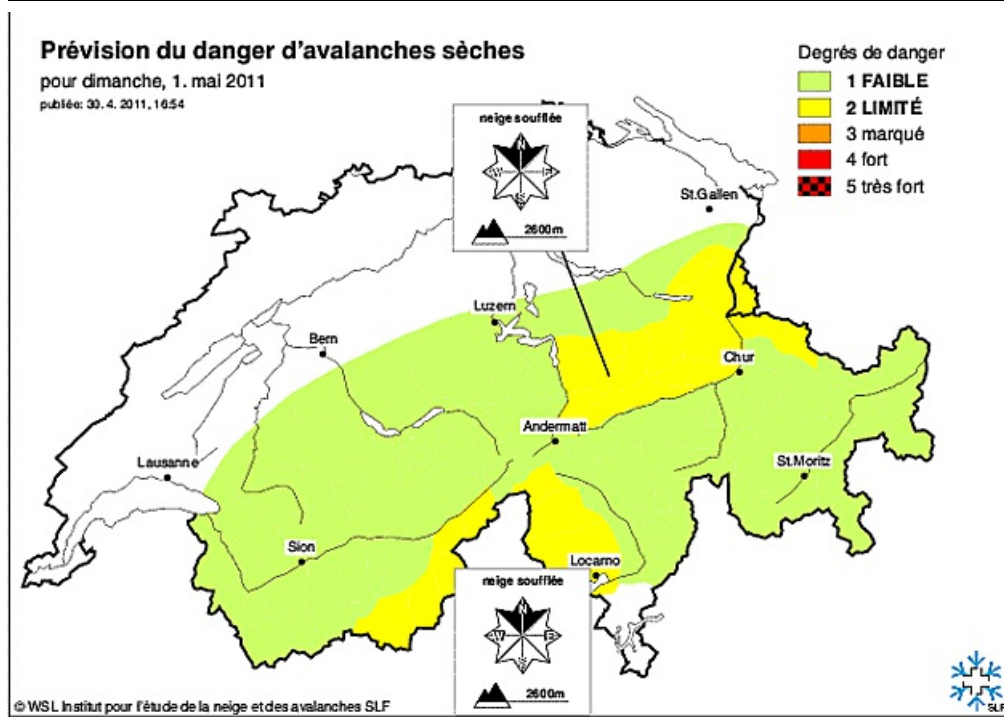 Prévision du danger d'avalanches sèches
pour dimanche, 1. mai 2011
publiée: 30. 4. 2011, 16:54
Degrés de danger
1 FAIBLE
2 LIMITÉ
3 marqué
4 fort
5 très fort
neige soufflée
N
W
E
S
2600m
St.Gallen
Luzern
Bern
Chur
Andermatt
Lausanne
St.Moritz
Sion
Locarno
neige soufflée
N
W
E
S
2600m
© WSL Institut pour l'étude de la neige et des avalanches SLF
SLF